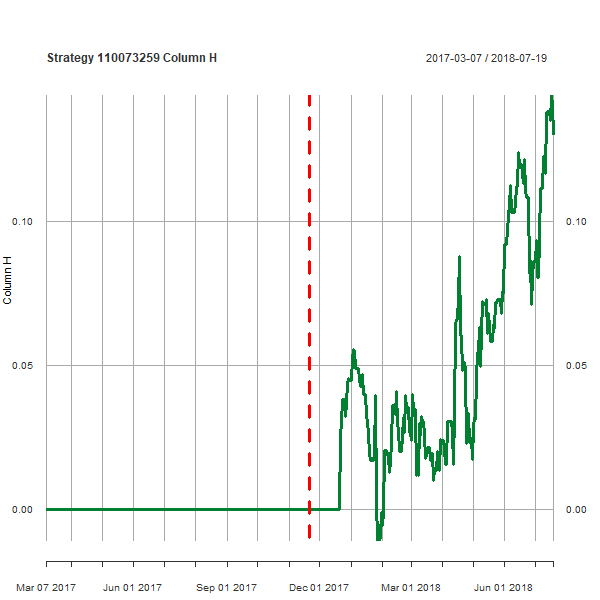 Strategy 110073259 Column H
2017-03-07 / 2018-07-19
0.10
0.10
Column H
0.05
0.05
0.00
0.00
Mar 07 2017
Jun 01 2017
Sep 01 2017
Dec 01 2017
Mar 01 2018
Jun 01 2018